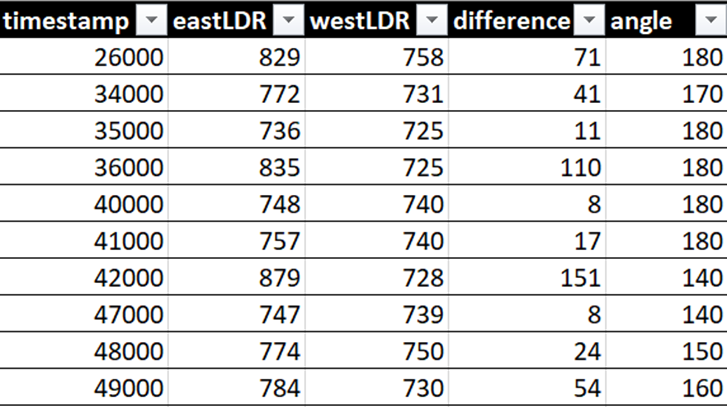 timestamp eastLDR westLDR difference angle
26000 829 758 71 180
34000 772 731 41 170
35000 736 725 11 180
36000 835 725 110 180
40000 748 740 8 180
41000 757 740 17 180
42000 879 728 151 140
47000 747 739 8 140
48000 774 750 24 150
49000 784 730 54 160